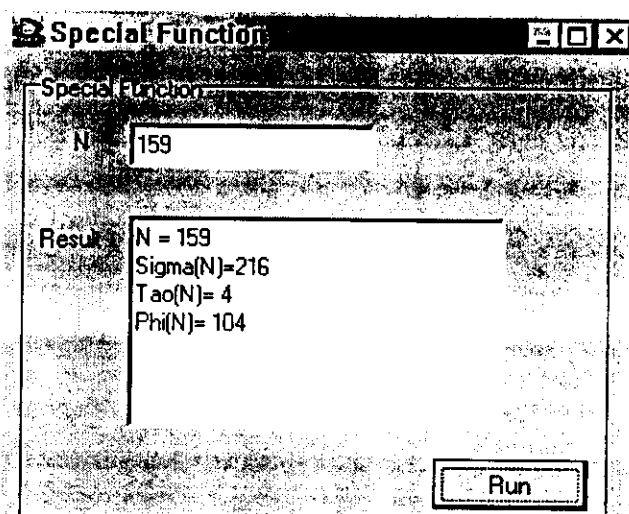 Special Function
Special Function
N
159
Result
N = 159
Sigma(N)=216
Tao(N)= 4
Phi(N)= 104
Run